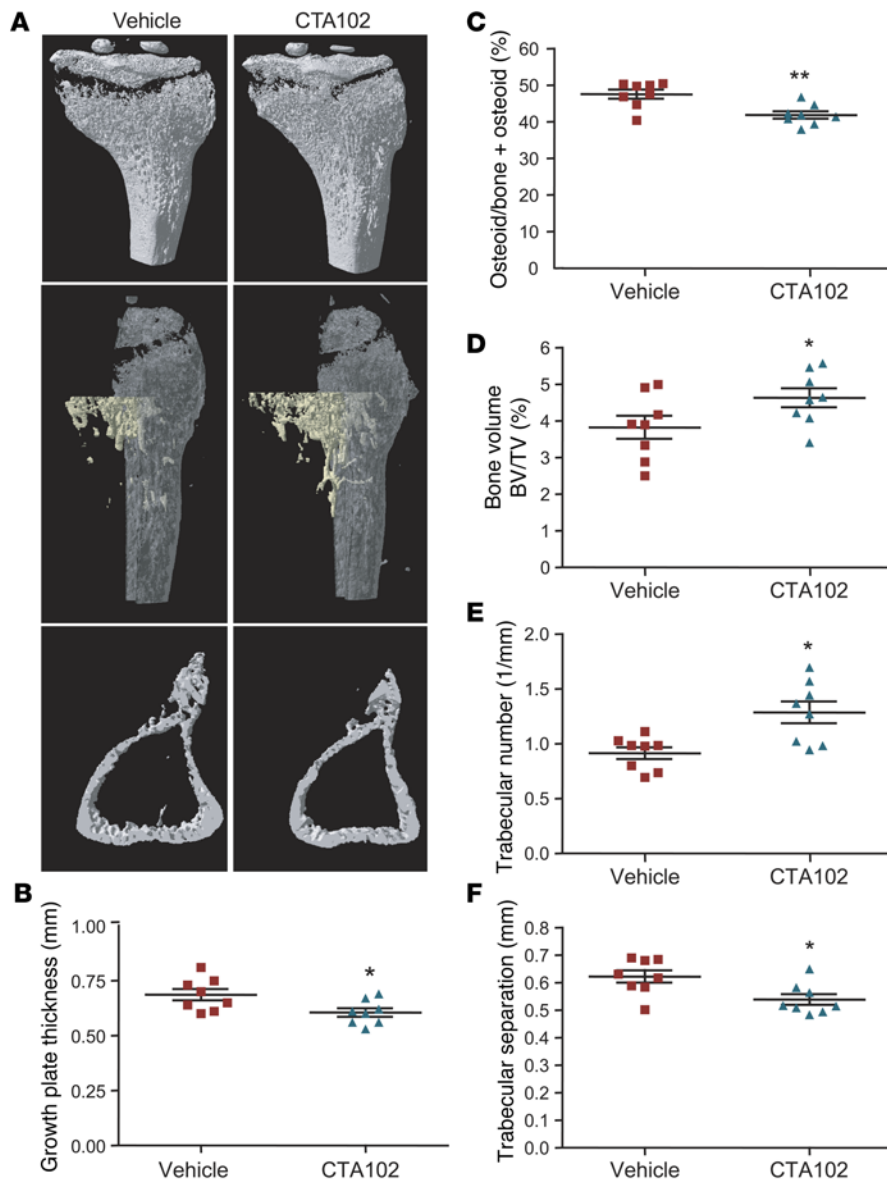 A
Vehicle
CTA102
B
Growth plate thickness (mm)
1.00
0.75
0.50
0.25
0.00
*
Vehicle
CTA102
C
Osteoid/bone + osteoid (%)
60
50
40
30
20
10
0
**
Vehicle
CTA102
D
Bone volume
BV/TV (%)
6
5
4
3
2
1
0
*
Vehicle
CTA102
E
Trabecular number (1/mm)
2.0
1.5
1.0
0.5
0.0
*
Vehicle
CTA102
F
Trabecular separation (mm)
0.8
0.7
0.6
0.5
0.4
0.3
0.2
0.1
0.0
*
Vehicle
CTA102